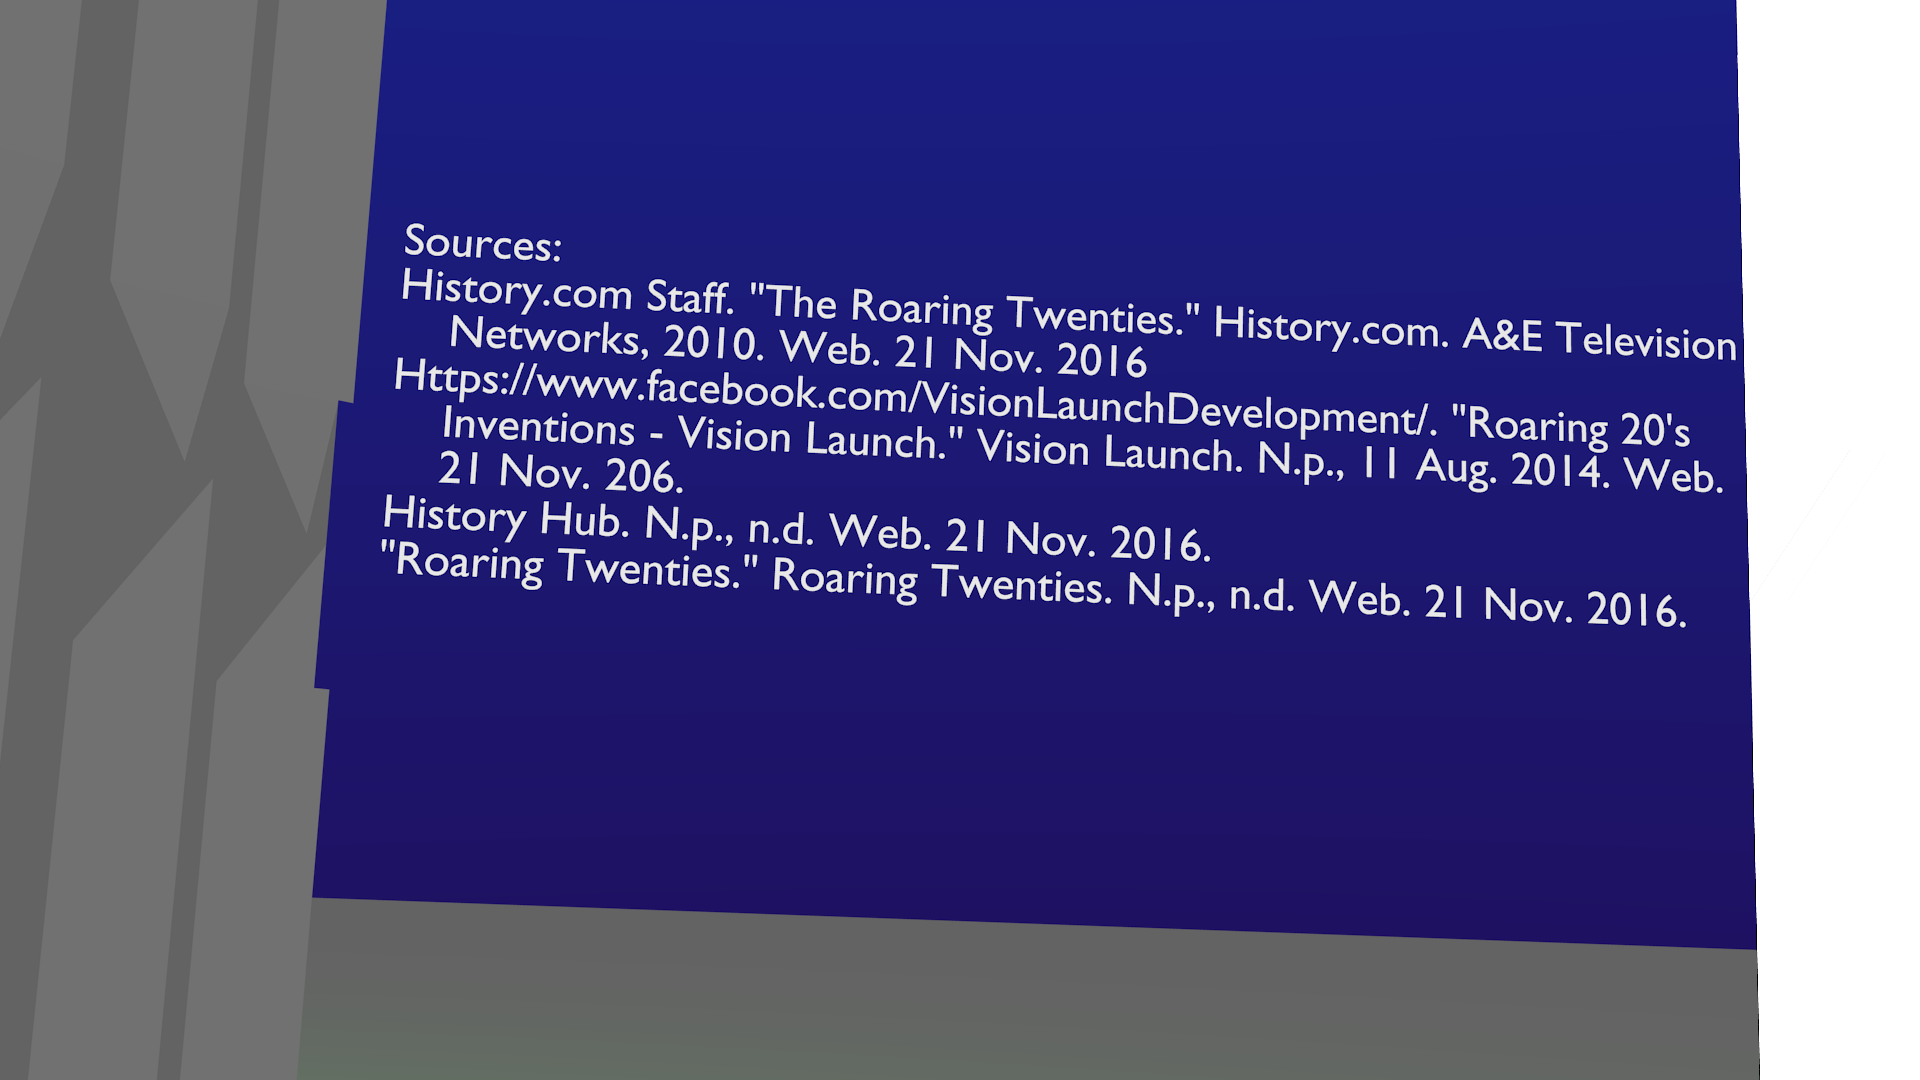 Sources:
History.com Staff. "The Roaring Twenties." History.com. A&E Television
Networks, 2010. Web. 21 Nov. 2016
Https://www.facebook.com/VisionLaunchDevelopment/. "Roaring 20's
Inventions - Vision Launch." Vision Launch. N.p., 11 Aug. 2014. Web.
21 Nov. 206.
History Hub. N.p., n.d. Web. 21 Nov. 2016.
"Roaring Twenties." Roaring Twenties. N.p., n.d. Web. 21 Nov. 2016.